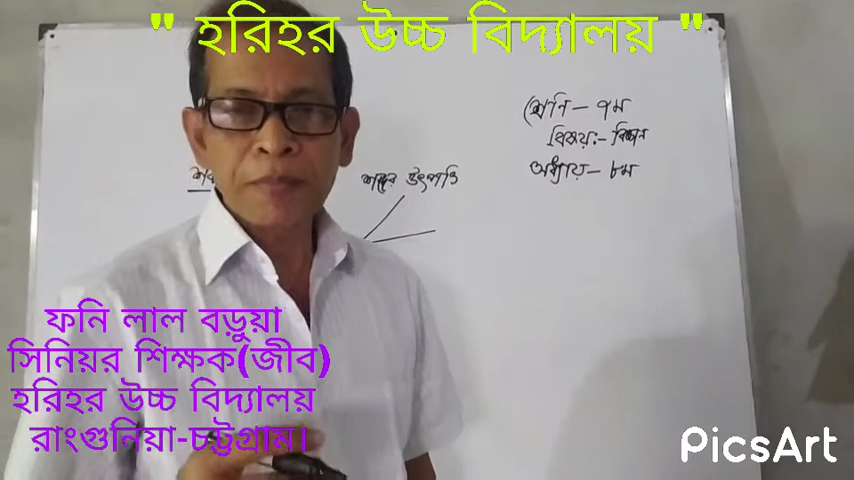 " হরিহর উচ্চ বিদ্যালয় "
শ্রেণি - ৭ম
বিষয়:- বিজ্ঞান
অধ্যায় - ৮ম
শব্দের উৎপত্তি
ফনি লাল বড়ুয়া
সিনিয়র শিক্ষক(জীব)
হরিহর উচ্চ বিদ্যালয়
রাংগুনিয়া-চট্টগ্রাম।
PicsArt